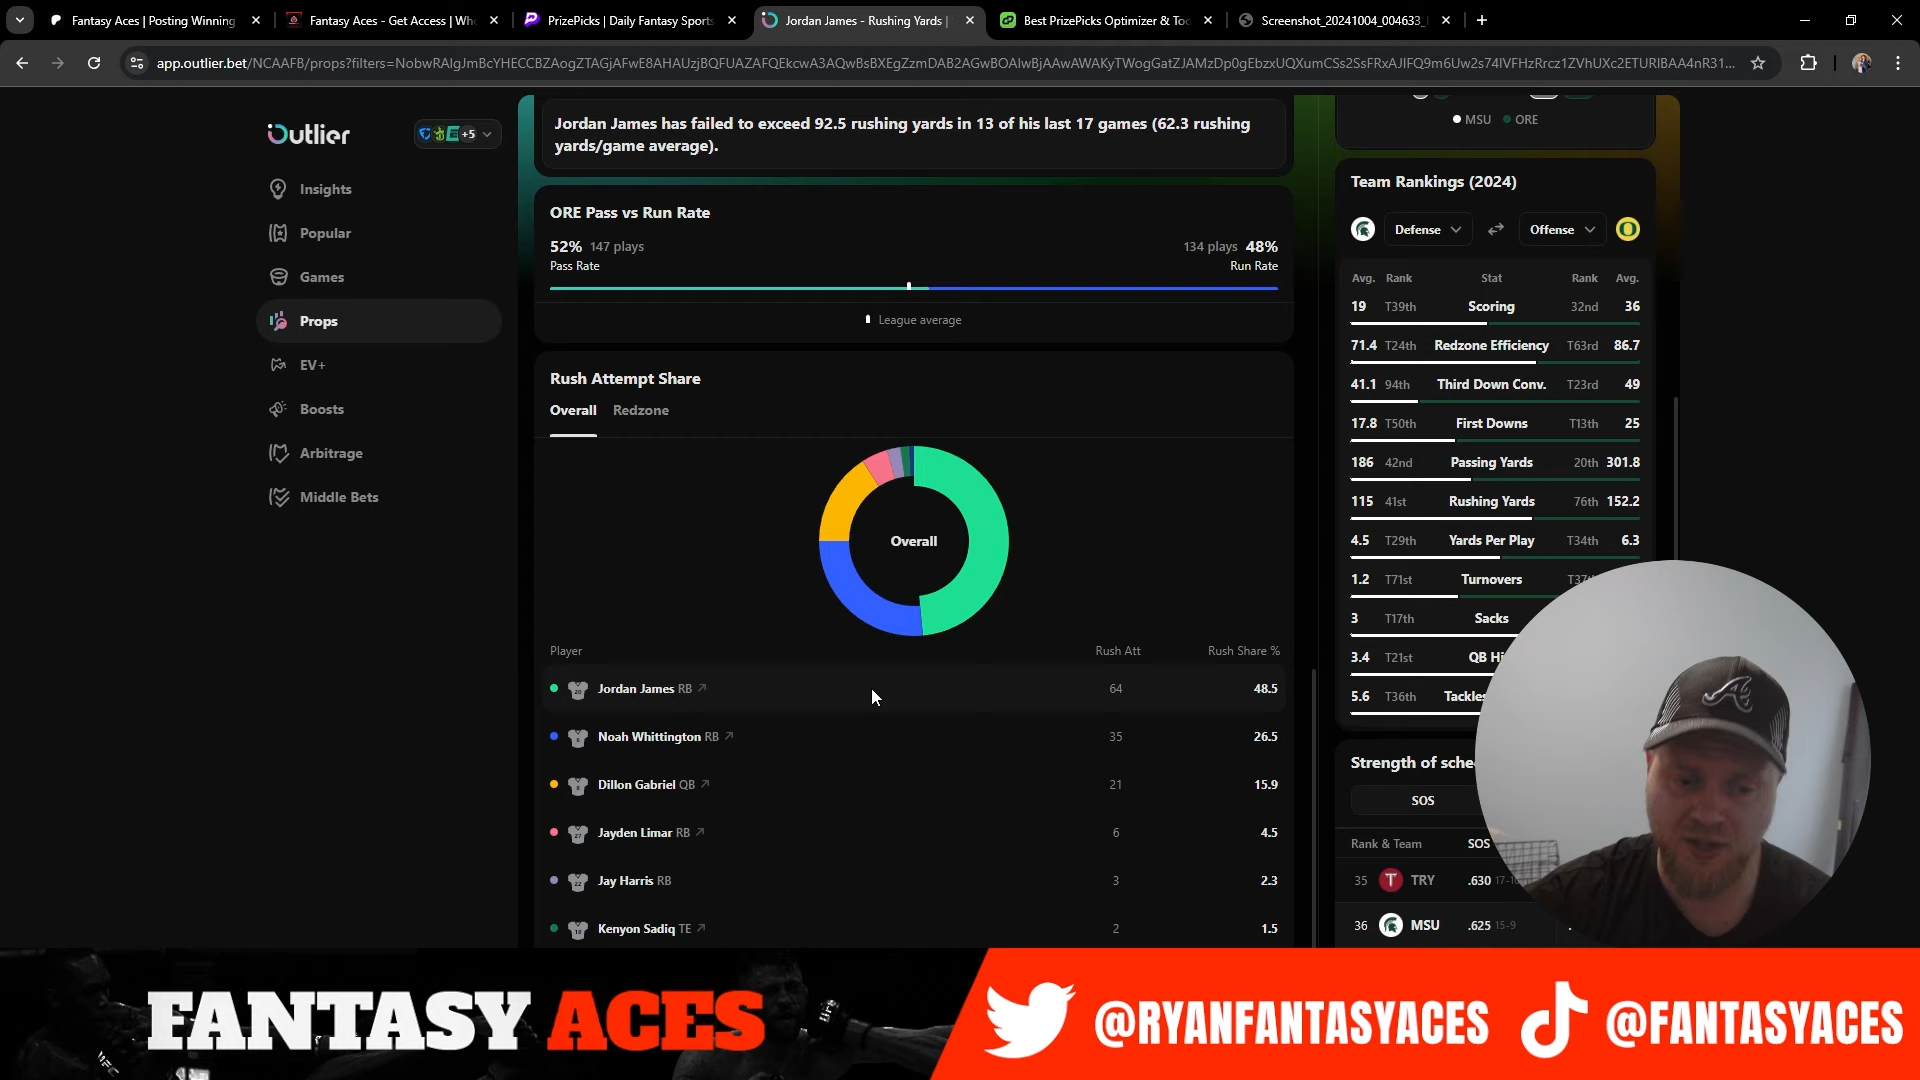 Fantasy Aces | Posting Winning
Fantasy Aces - Get Access | Who
PrizePicks | Daily Fantasy Sports
Jordan James - Rushing Yards |
Best PrizePicks Optimizer & Too
Screenshot_20241004_004633_
Outlier
+5
Insights
Popular
Games
Props
EV+
Boosts
Arbitrage
Middle Bets
Jordan James has failed to exceed 92.5 rushing yards in 13 of his last 17 games (62.3 rushing
yards/game average).
ORE Pass vs Run Rate
52% 147 plays
134 plays 48%
Pass Rate
Run Rate
League average
Rush Attempt Share
Overall Redzone
Overall
Player Rush Att Rush Share %
Jordan James RB 64 48.5
Noah Whittington RB 35 26.5
Dillon Gabriel QB 21 15.9
Jayden Limar RB 6 4.5
Jay Harris RB 3 2.3
Kenyon Sadiq TE 2 1.5
MSU ORE
Team Rankings (2024)
Defense Offense
Avg. Rank Stat Rank Avg.
19 T39th Scoring 32nd 36
71.4 T24th Redzone Efficiency T63rd 86.7
41.1 94th Third Down Conv. T23rd 49
17.8 T50th First Downs T13th 25
186 42nd Passing Yards 20th 301.8
115 41st Rushing Yards 76th 152.2
4.5 T29th Yards Per Play T34th 6.3
1.2 T71st Turnovers
3 T17th Sacks
3.4 T21st QB Hi
5.6 T36th Tackles
Strength of sche
SOS
Rank & Team SOS
35 TRY .630
36 MSU .625 15-9
FANTASY ACES
@RYANFANTASYACES
@FANTASYACES